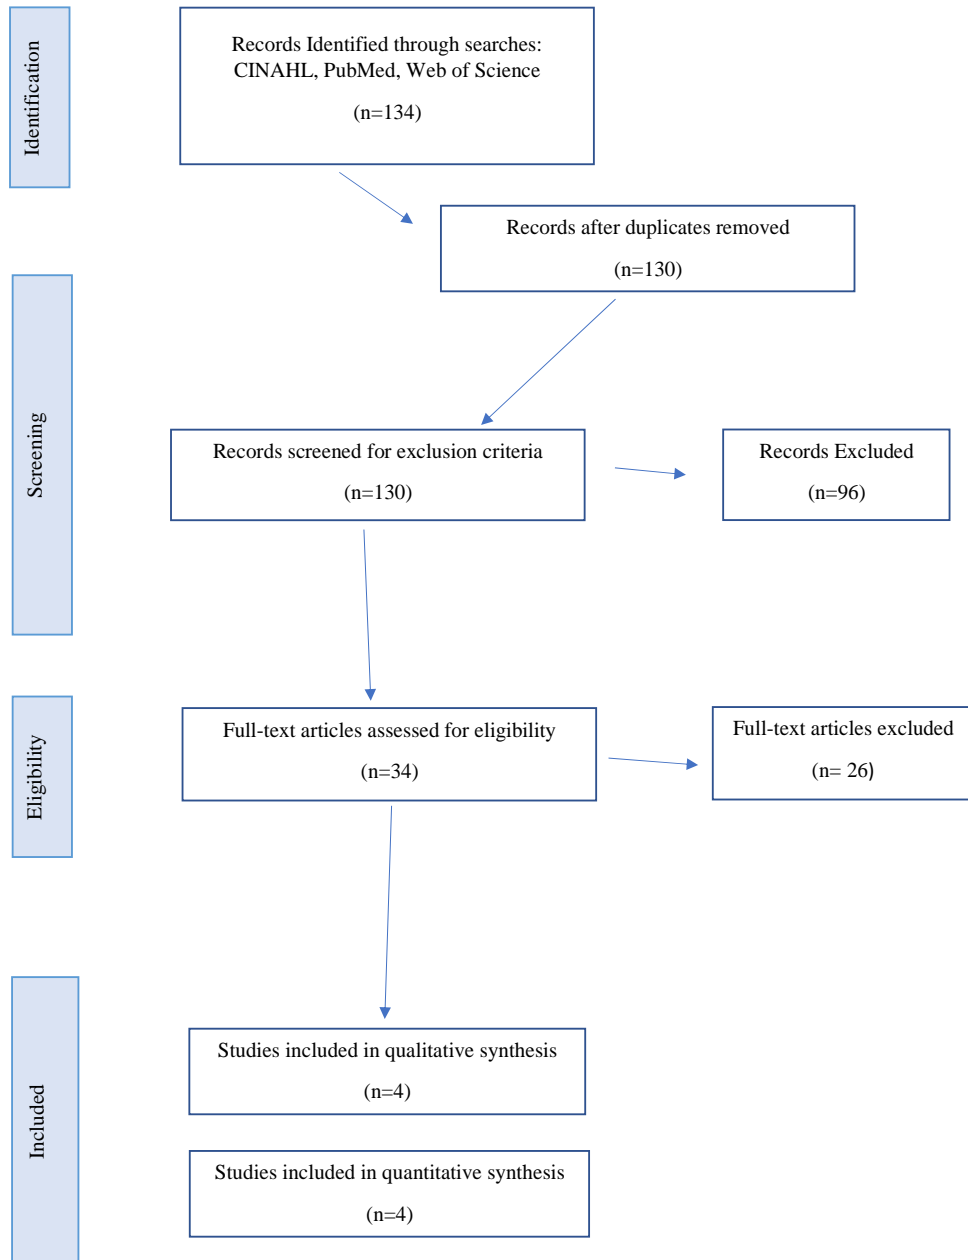 Identification
Records Identified through searches:
CINAHL, PubMed, Web of Science
(n=134)
Records after duplicates removed
(n=130)
Screening
Records screened for exclusion criteria
(n=130)
Records Excluded
(n=96)
Eligibility
Full-text articles assessed for eligibility
(n=34)
Full-text articles excluded
(n= 26)
Included
Studies included in qualitative synthesis
(n=4)
Studies included in quantitative synthesis
(n=4)